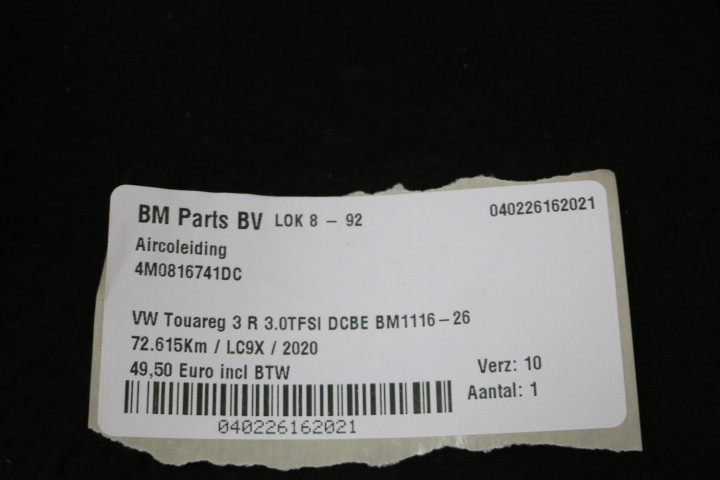 BM Parts BV LOK 8 - 92 040226162021
Aircoleiding
4M0816741DC
VW Touareg 3 R 3.0TFSI DCBE BM1116-26
72.615Km / LC9X / 2020
49,50 Euro incl BTW
Verz: 10
Aantal: 1
040226162021